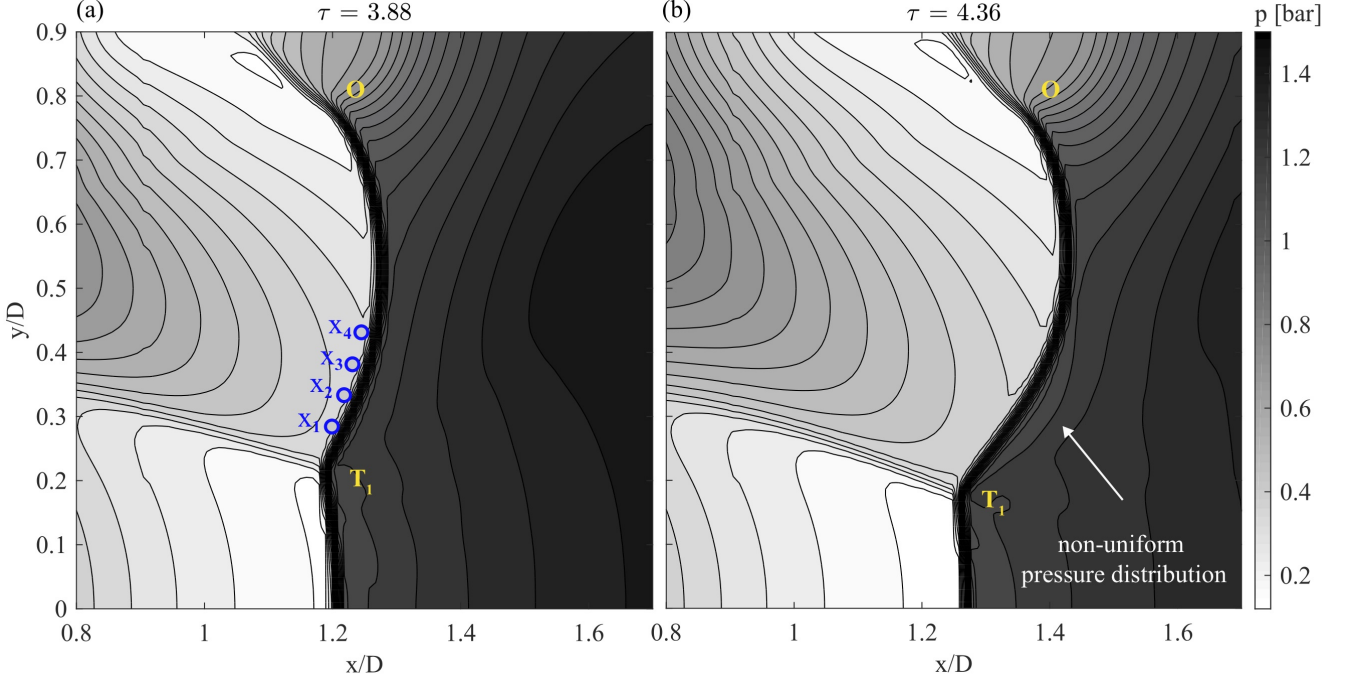 (a)
τ = 3.88
(b)
τ = 4.36
p [bar]
0.9
0.8
0.7
0.6
0.5
0.4
0.3
0.2
0.1
0
y/D
O
X4
X3
X2
X1
T1
0.8
1
1.2
1.4
1.6
x/D
O
T1
non-uniform
pressure distribution
0.8
1
1.2
1.4
1.6
x/D
1.4
1.2
1
0.8
0.6
0.4
0.2